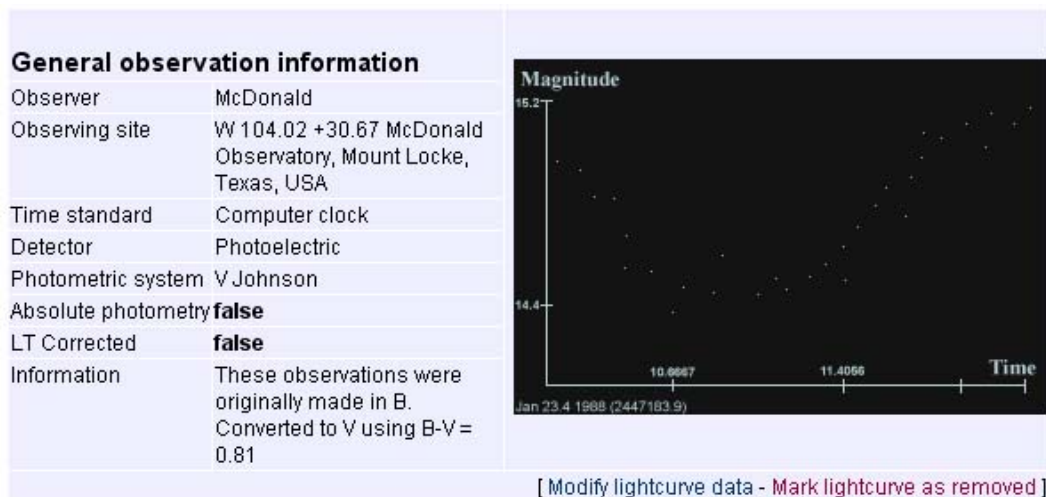 General observation information
Observer McDonald
Observing site W 104.02 +30.67 McDonald
Observatory, Mount Locke,
Texas, USA
Time standard Computer clock
Detector Photoelectric
Photometric system V Johnson
Absolute photometry false
LT Corrected false
Information These observations were
originally made in B.
Converted to V using B-V =
0.81
Magnitude
15.2
14.4
10.6667
11.4056
Time
Jan 23.4 1988 (2447183.9)
[ Modify lightcurve data - Mark lightcurve as removed ]